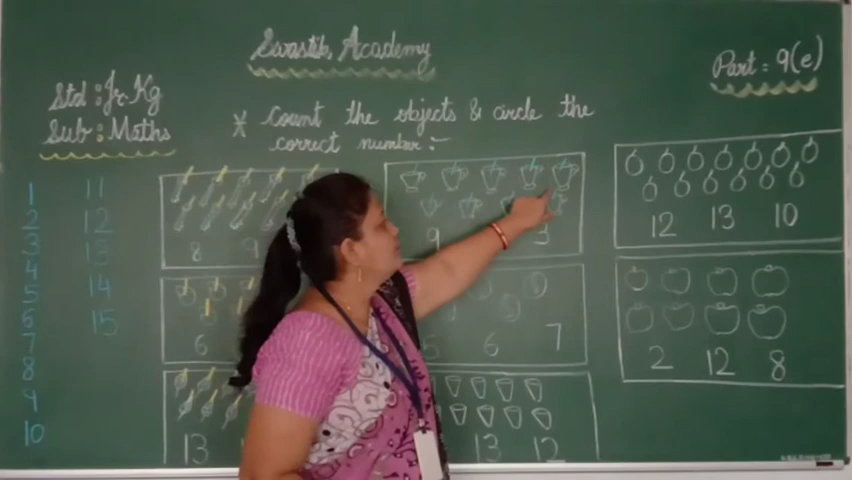 Swastik Academy
Part : 9(e)
Std : Jr. Kg
Sub : Maths
* Count the objects & circle the
correct number :-
1 11
2 12
3 13
4 14
5 15
6
7
8
9
10
8 9
9 3
12 13 10
6
5 6 7
2 12 8
13
13 12